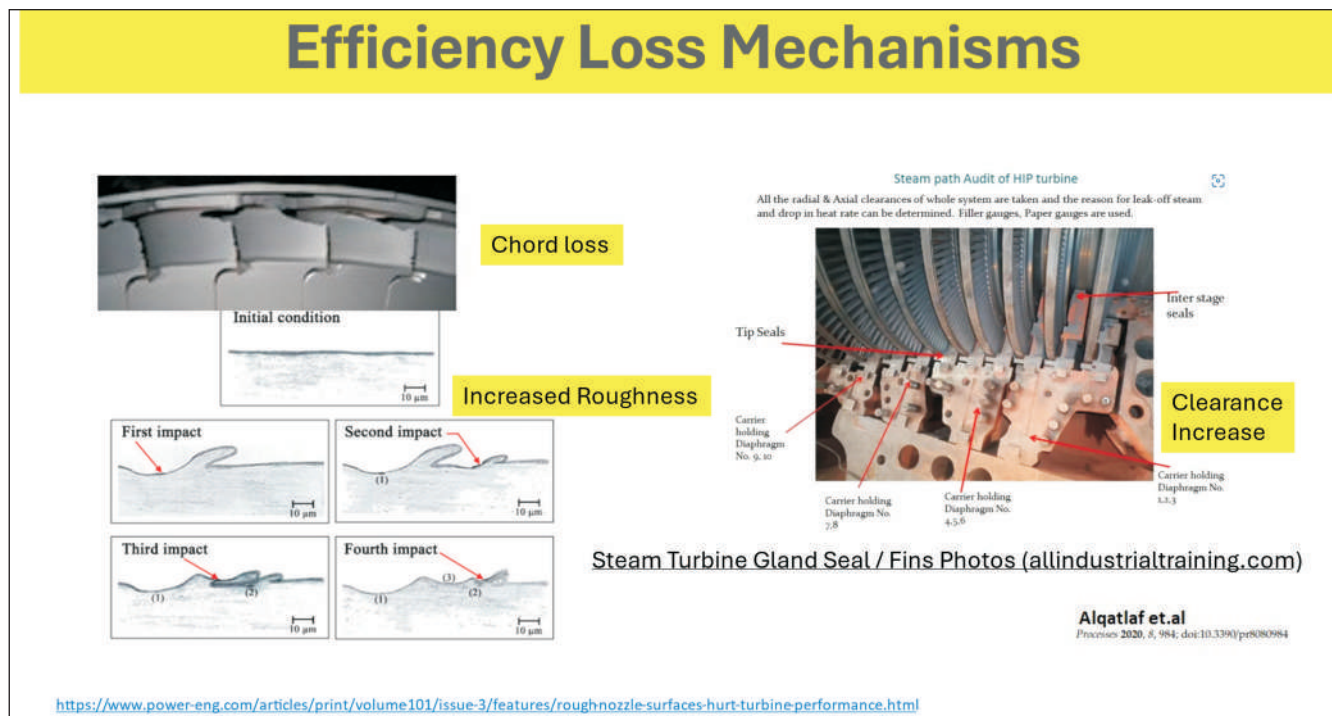 Efficiency Loss Mechanisms
Chord loss
Initial condition
10 µm
Increased Roughness
First impact
10 µm
Second impact
(1)
10 µm
Third impact
(1)
(2)
10 µm
Fourth impact
(3)
(1)
(2)
10 µm
Steam path Audit of HIP turbine
All the radial & Axial clearances of whole system are taken and the reason for leak-off steam
and drop in heat rate can be determined. Filler gauges, Paper gauges are used.
Tip Seals
Inter stage
seals
Carrier
holding
Diaphragm
No. 9, 10
Carrier holding
Diaphragm No.
7,8
Carrier holding
Diaphragm No.
4,5,6
Carrier holding
Diaphragm No.
1,2,3
Clearance
Increase
Steam Turbine Gland Seal / Fins Photos (allindustrialtraining.com)
Alqatlaf et.al
Processes 2020, 8, 984; doi:10.3390/pr8080984
https://www.power-eng.com/articles/print/volume101/issue-3/features/rough-nozzle-surfaces-hurt-turbine-performance.html